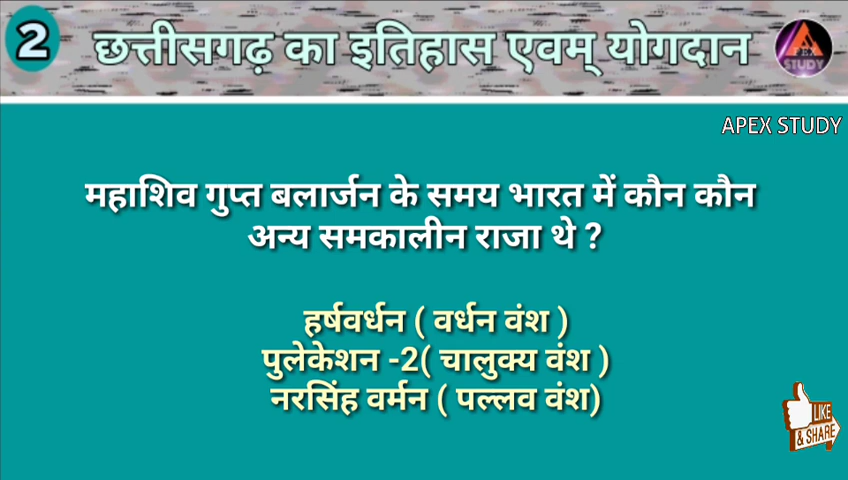 2
छत्तीसगढ़ का इतिहास एवम् योगदान
APEX
STUDY
APEX STUDY
महाशिव गुप्त बलार्जन के समय भारत में कौन कौन
अन्य समकालीन राजा थे ?
हर्षवर्धन ( वर्धन वंश )
पुलेकेशन -2( चालुक्य वंश )
नरसिंह वर्मन ( पल्लव वंश)
LIKE
& SHARE